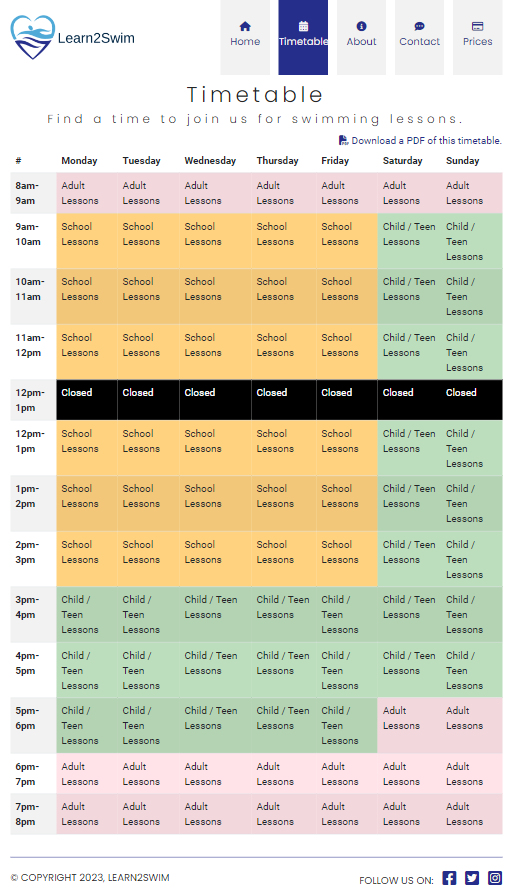 Learn2Swim
Home Timetable About Contact Prices
Timetable
Find a time to join us for swimming lessons.
Download a PDF of this timetable.
# Monday Tuesday Wednesday Thursday Friday Saturday Sunday
8am- Adult Adult Adult Adult Adult Adult Adult
9am Lessons Lessons Lessons Lessons Lessons Lessons Lessons
9am- School School School School School Child / Teen Child /
10am Lessons Lessons Lessons Lessons Lessons Lessons Teen
Lessons
10am- School School School School School Child / Teen Child /
11am Lessons Lessons Lessons Lessons Lessons Lessons Teen
Lessons
11am- School School School School School Child / Teen Child /
12pm Lessons Lessons Lessons Lessons Lessons Lessons Teen
Lessons
12pm- Closed Closed Closed Closed Closed Closed Closed
1pm
12pm- School School School School School Child / Teen Child /
1pm Lessons Lessons Lessons Lessons Lessons Lessons Teen
Lessons
1pm- School School School School School Child / Teen Child /
2pm Lessons Lessons Lessons Lessons Lessons Lessons Teen
Lessons
2pm- School School School School School Child / Teen Child /
3pm Lessons Lessons Lessons Lessons Lessons Lessons Teen
Lessons
3pm- Child / Child / Child / Teen Child / Teen Child / Child / Teen Child /
4pm Teen Teen Lessons Lessons Teen Lessons Teen
Lessons Lessons Lessons Lessons
4pm- Child / Child / Child / Teen Child / Teen Child / Child / Teen Child /
5pm Teen Teen Lessons Lessons Teen Lessons Teen
Lessons Lessons Lessons Lessons
5pm- Child / Child / Child / Teen Child / Teen Child / Adult Adult
6pm Teen Teen Lessons Lessons Teen Lessons Lessons
Lessons Lessons Lessons
6pm- Adult Adult Adult Adult Adult Adult Adult
7pm Lessons Lessons Lessons Lessons Lessons Lessons Lessons
7pm- Adult Adult Adult Adult Adult Adult Adult
8pm Lessons Lessons Lessons Lessons Lessons Lessons Lessons
© COPYRIGHT 2023, LEARN2SWIM FOLLOW US ON: